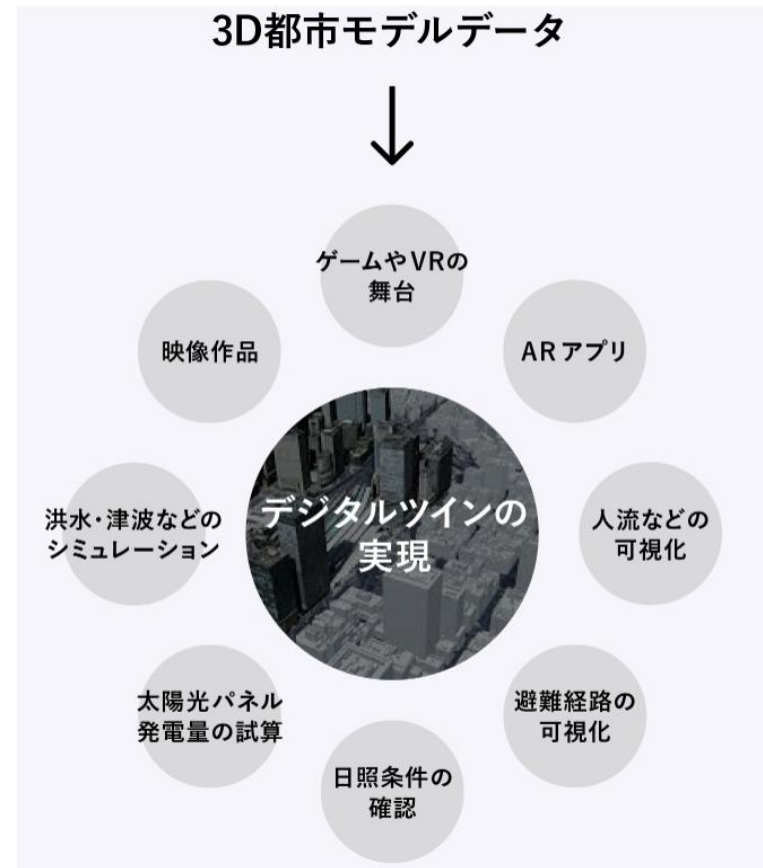 3D都市モデルデータ
ゲームやVRの
舞台
映像作品
ARアプリ
洪水・津波などの
シミュレーション
デジタルツインの
実現
人流などの
可視化
太陽光パネル
発電量の試算
避難経路の
可視化
日照条件の
確認